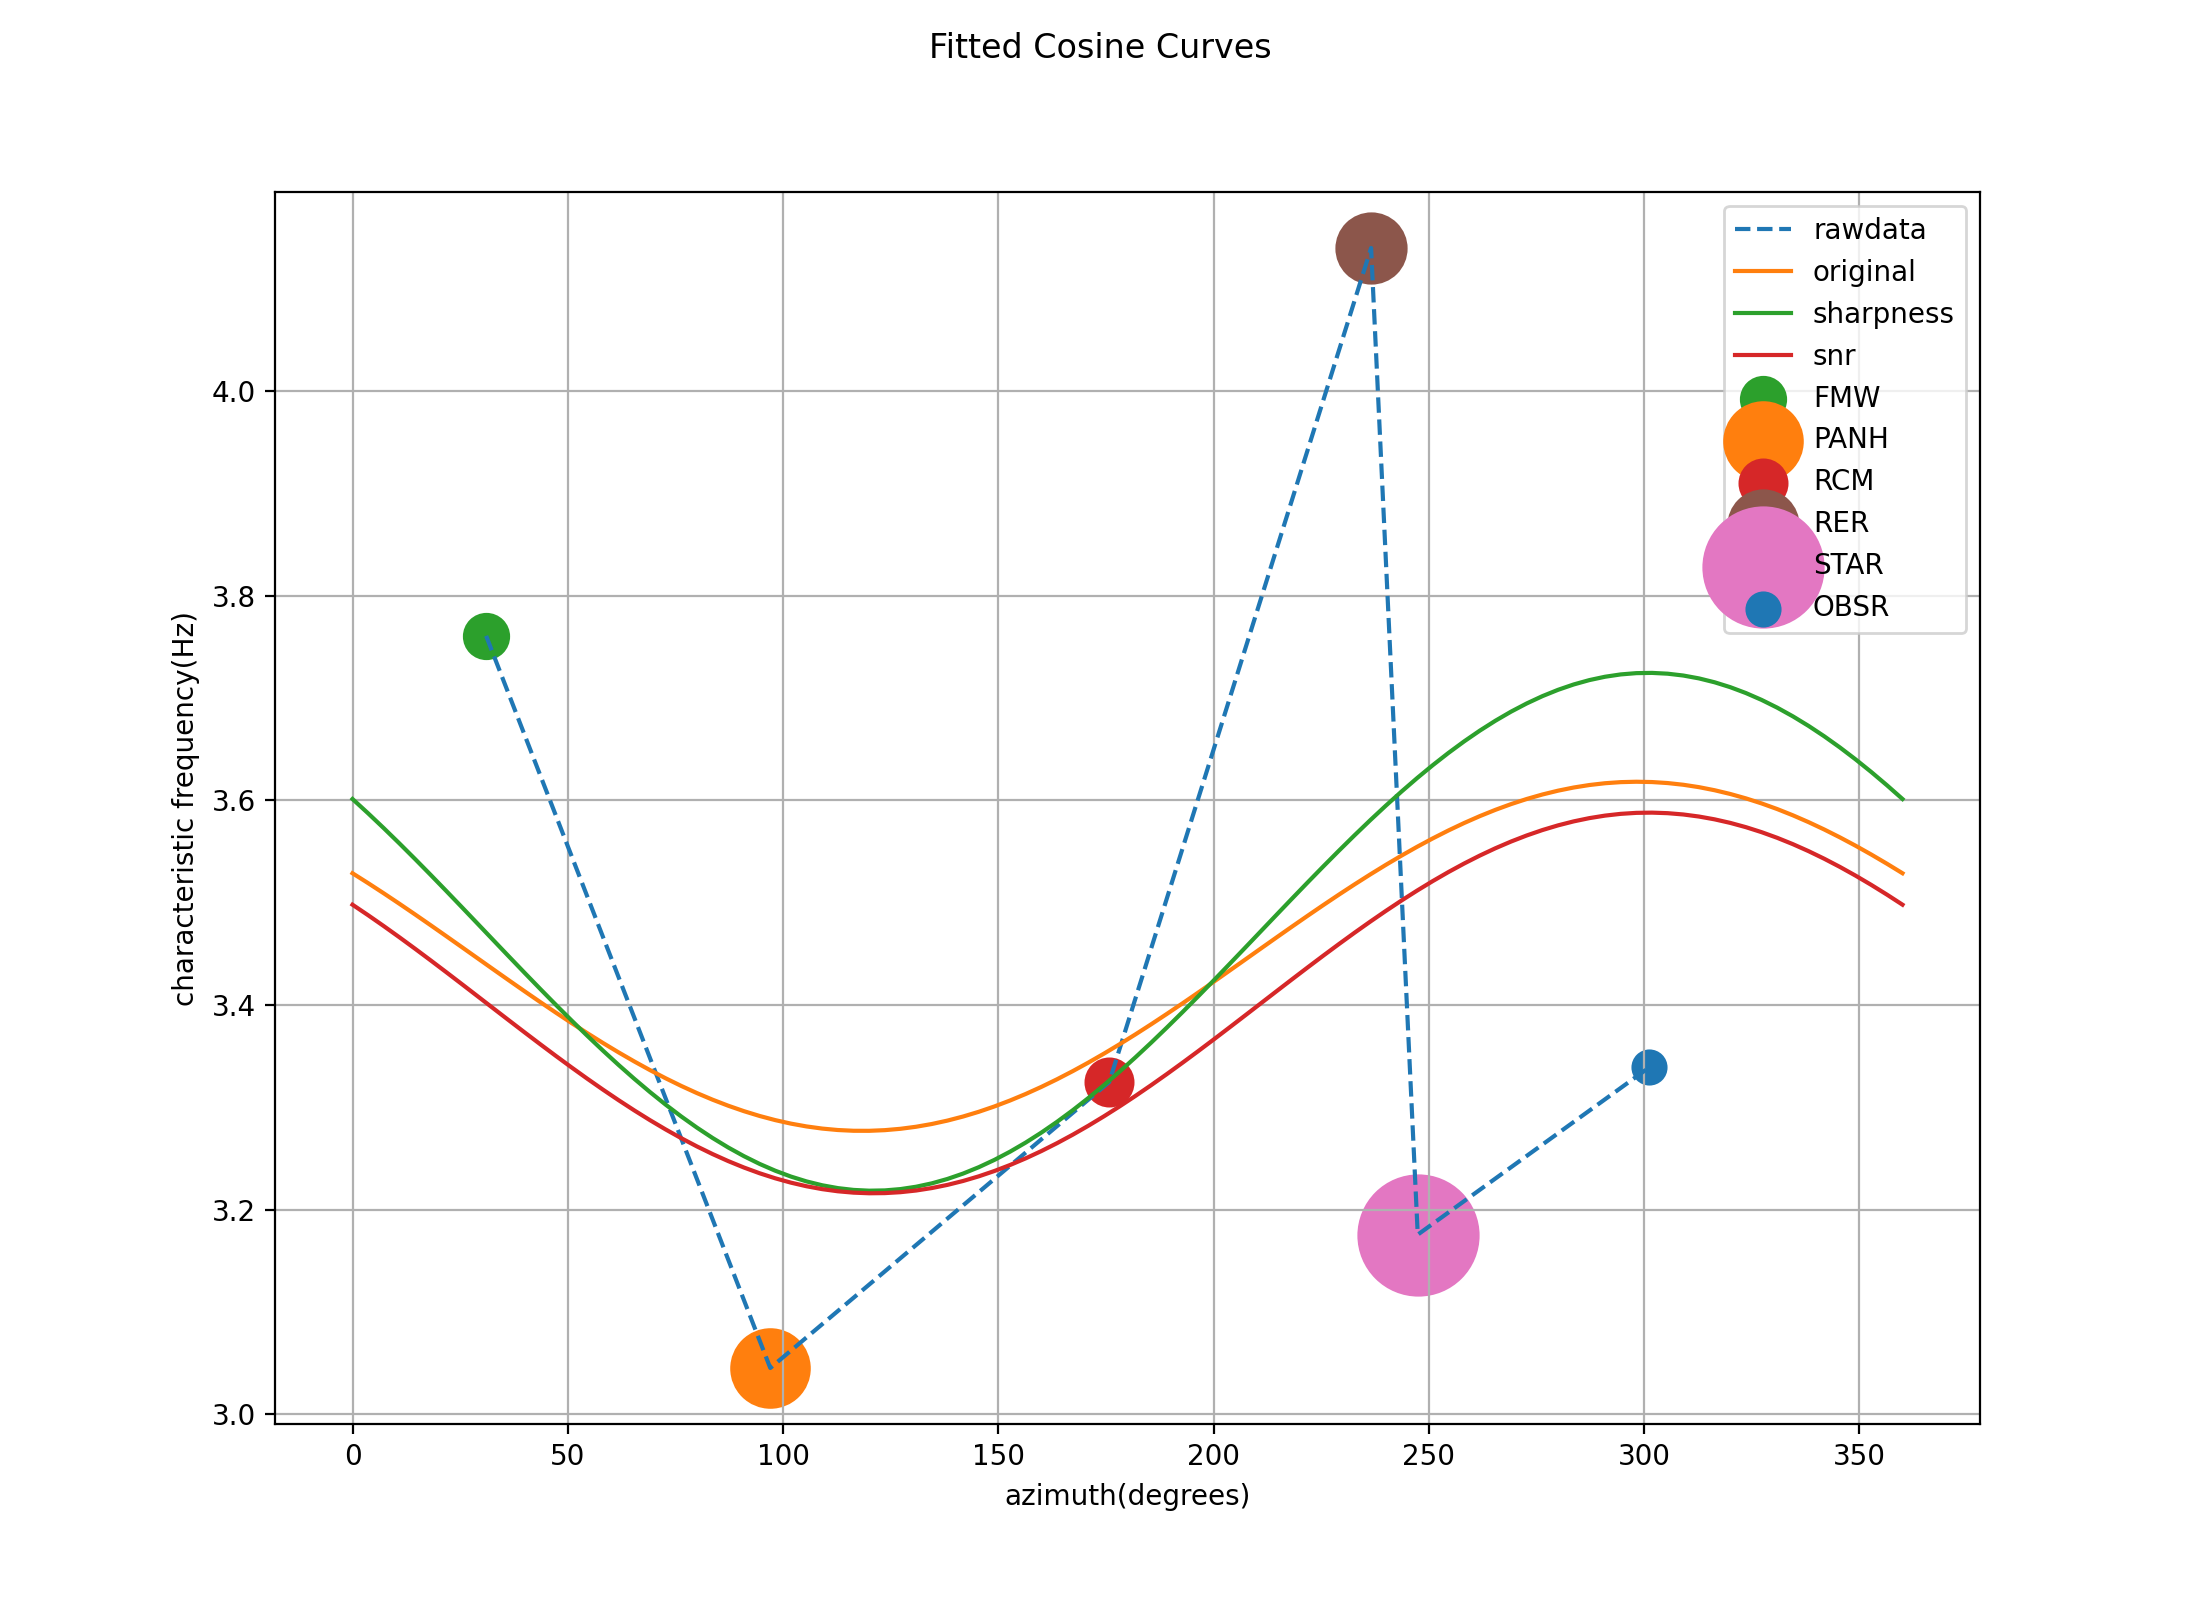 Fitted Cosine Curves
rawdata
original
sharpness
snr
FMW
PANH
RCM
RER
STAR
OBSR
characteristic frequency(Hz)
4.0
3.8
3.6
3.4
3.2
3.0
0 50 100 150 200 250 300 350
azimuth(degrees)